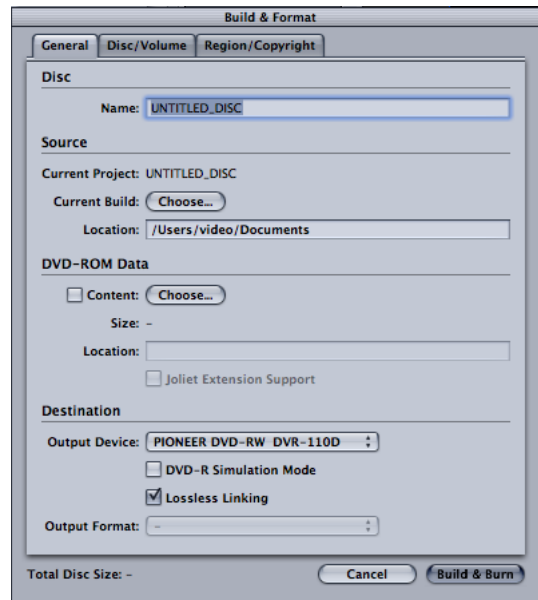 Build & Format
General Disc/Volume Region/Copyright
Disc
Name: UNTITLED_DISC
Source
Current Project: UNTITLED_DISC
Current Build: Choose...
Location: /Users/video/Documents
DVD-ROM Data
Content: Choose...
Size: –
Location:
Joliet Extension Support
Destination
Output Device: PIONEER DVD-RW DVR-110D
DVD-R Simulation Mode
Lossless Linking
Output Format: –
Total Disc Size: – Cancel Build & Burn